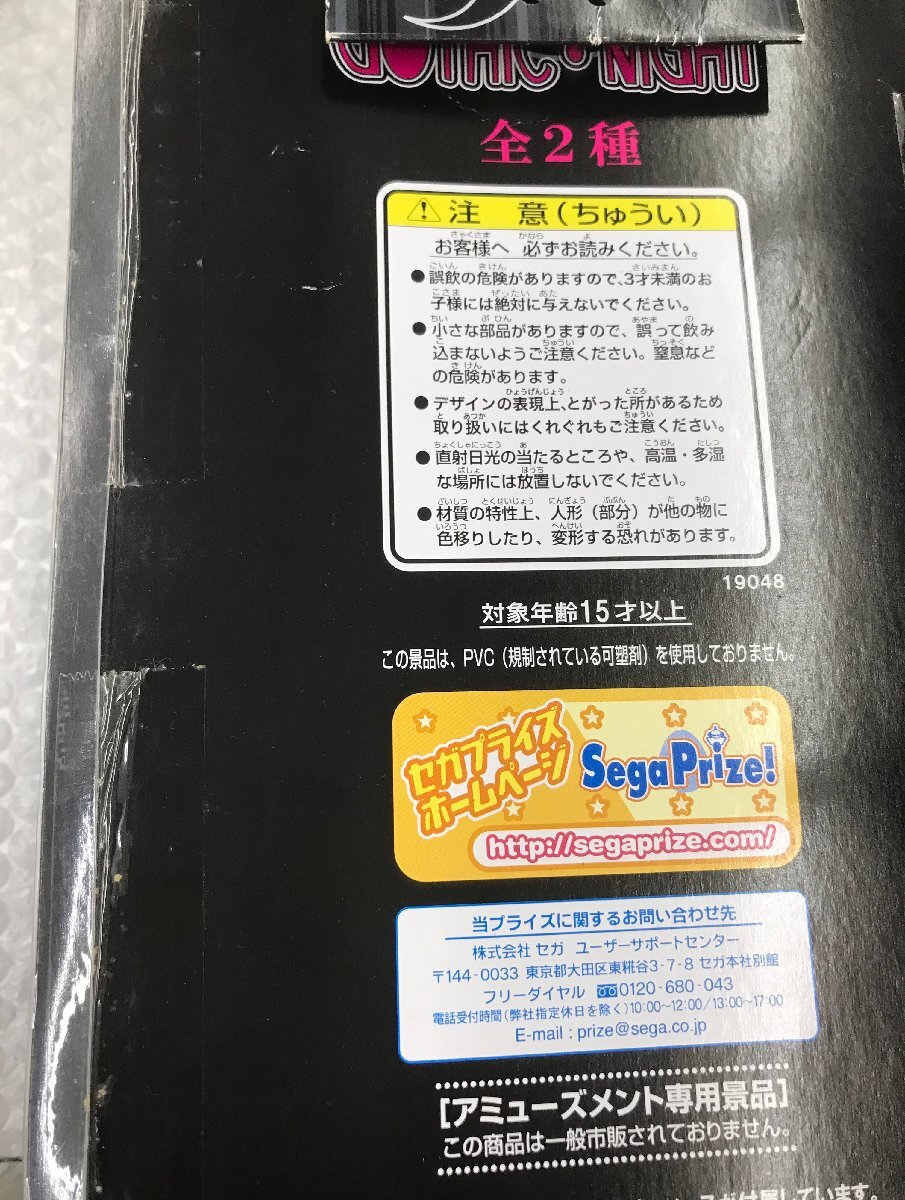 GOTHIC NIGHT
全2種
注 意(ちゅうい)
お客様へ 必ずお読みください。
●誤飲の危険がありますので、3才未満のお
子様には絶対に与えないでください。
●小さな部品がありますので、誤って飲み
込まないようご注意ください。窒息など
の危険があります。
●デザインの表現上、とがった所があるため
取り扱いにはくれぐれもご注意ください。
●直射日光の当たるところや、高温・多湿
な場所には放置しないでください。
●材質の特性上、人形(部分)が他の物に
色移りしたり、変形する恐れがあります。
19048
対象年齢15才以上
この景品は、PVC(規制されている可塑剤)を使用しておりません。
セガプライズ
ホームページ
SegaPrize!
http://segaprize.com/
当プライズに関するお問い合わせ先
株式会社 セガ ユーザーサポートセンター
〒144-0033 東京都大田区東糀谷3-7-8 セガ本社別館
フリーダイヤル 0120-680-043
電話受付時間(弊社指定休日を除く)10:00~12:00/13:00~17:00
E-mail : prize@sega.co.jp
[アミューズメント専用景品]
この商品は一般市販されておりません。
が付属しています